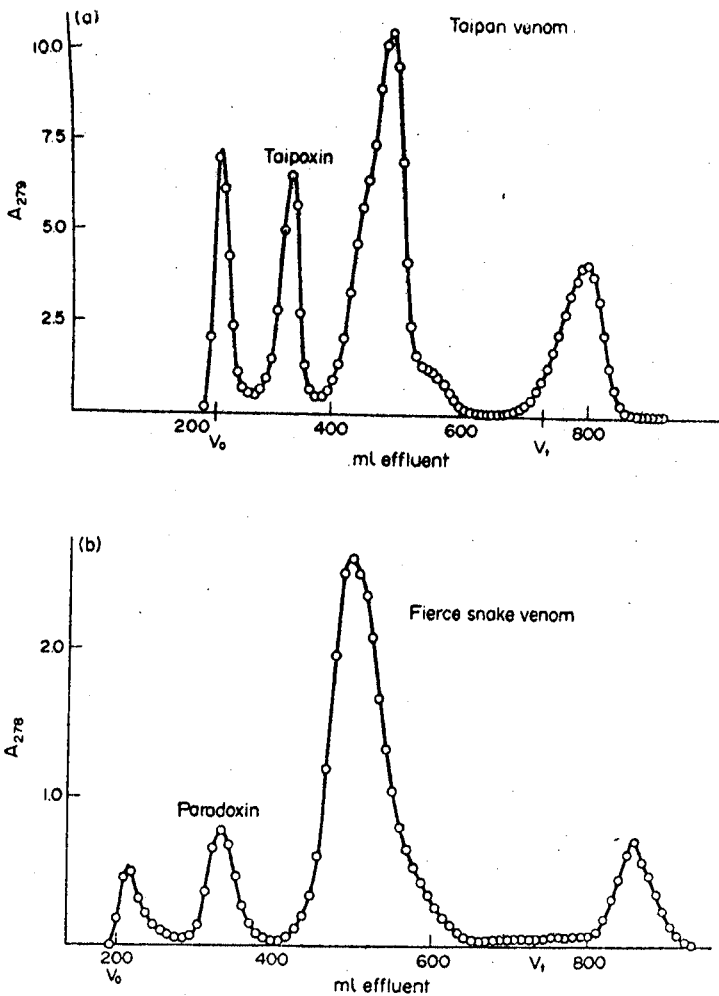 (a)
Taipan venom
10.0
7.5
Taipoxin
A279
5.0
2.5
200 400 600 800
V₀ Vₜ
ml effluent
(b)
Fierce snake venom
2.0
A278
1.0
Paradoxin
200 400 600 800
V₀ Vₜ
ml effluent